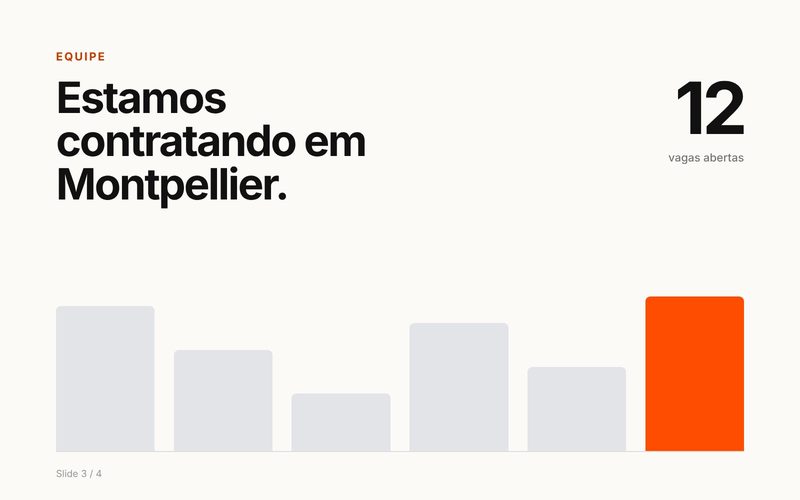 EQUIPE
Estamos
contratando em
Montpellier.
12
vagas abertas
Slide 3 / 4